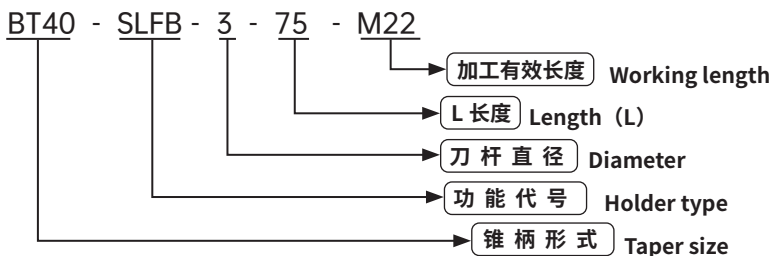 BT40 - SLFB - 3 - 75 - M22
加工有效长度 Working length
L 长度 Length（L）
刀杆直径 Diameter
功能代号 Holder type
锥柄形式 Taper size